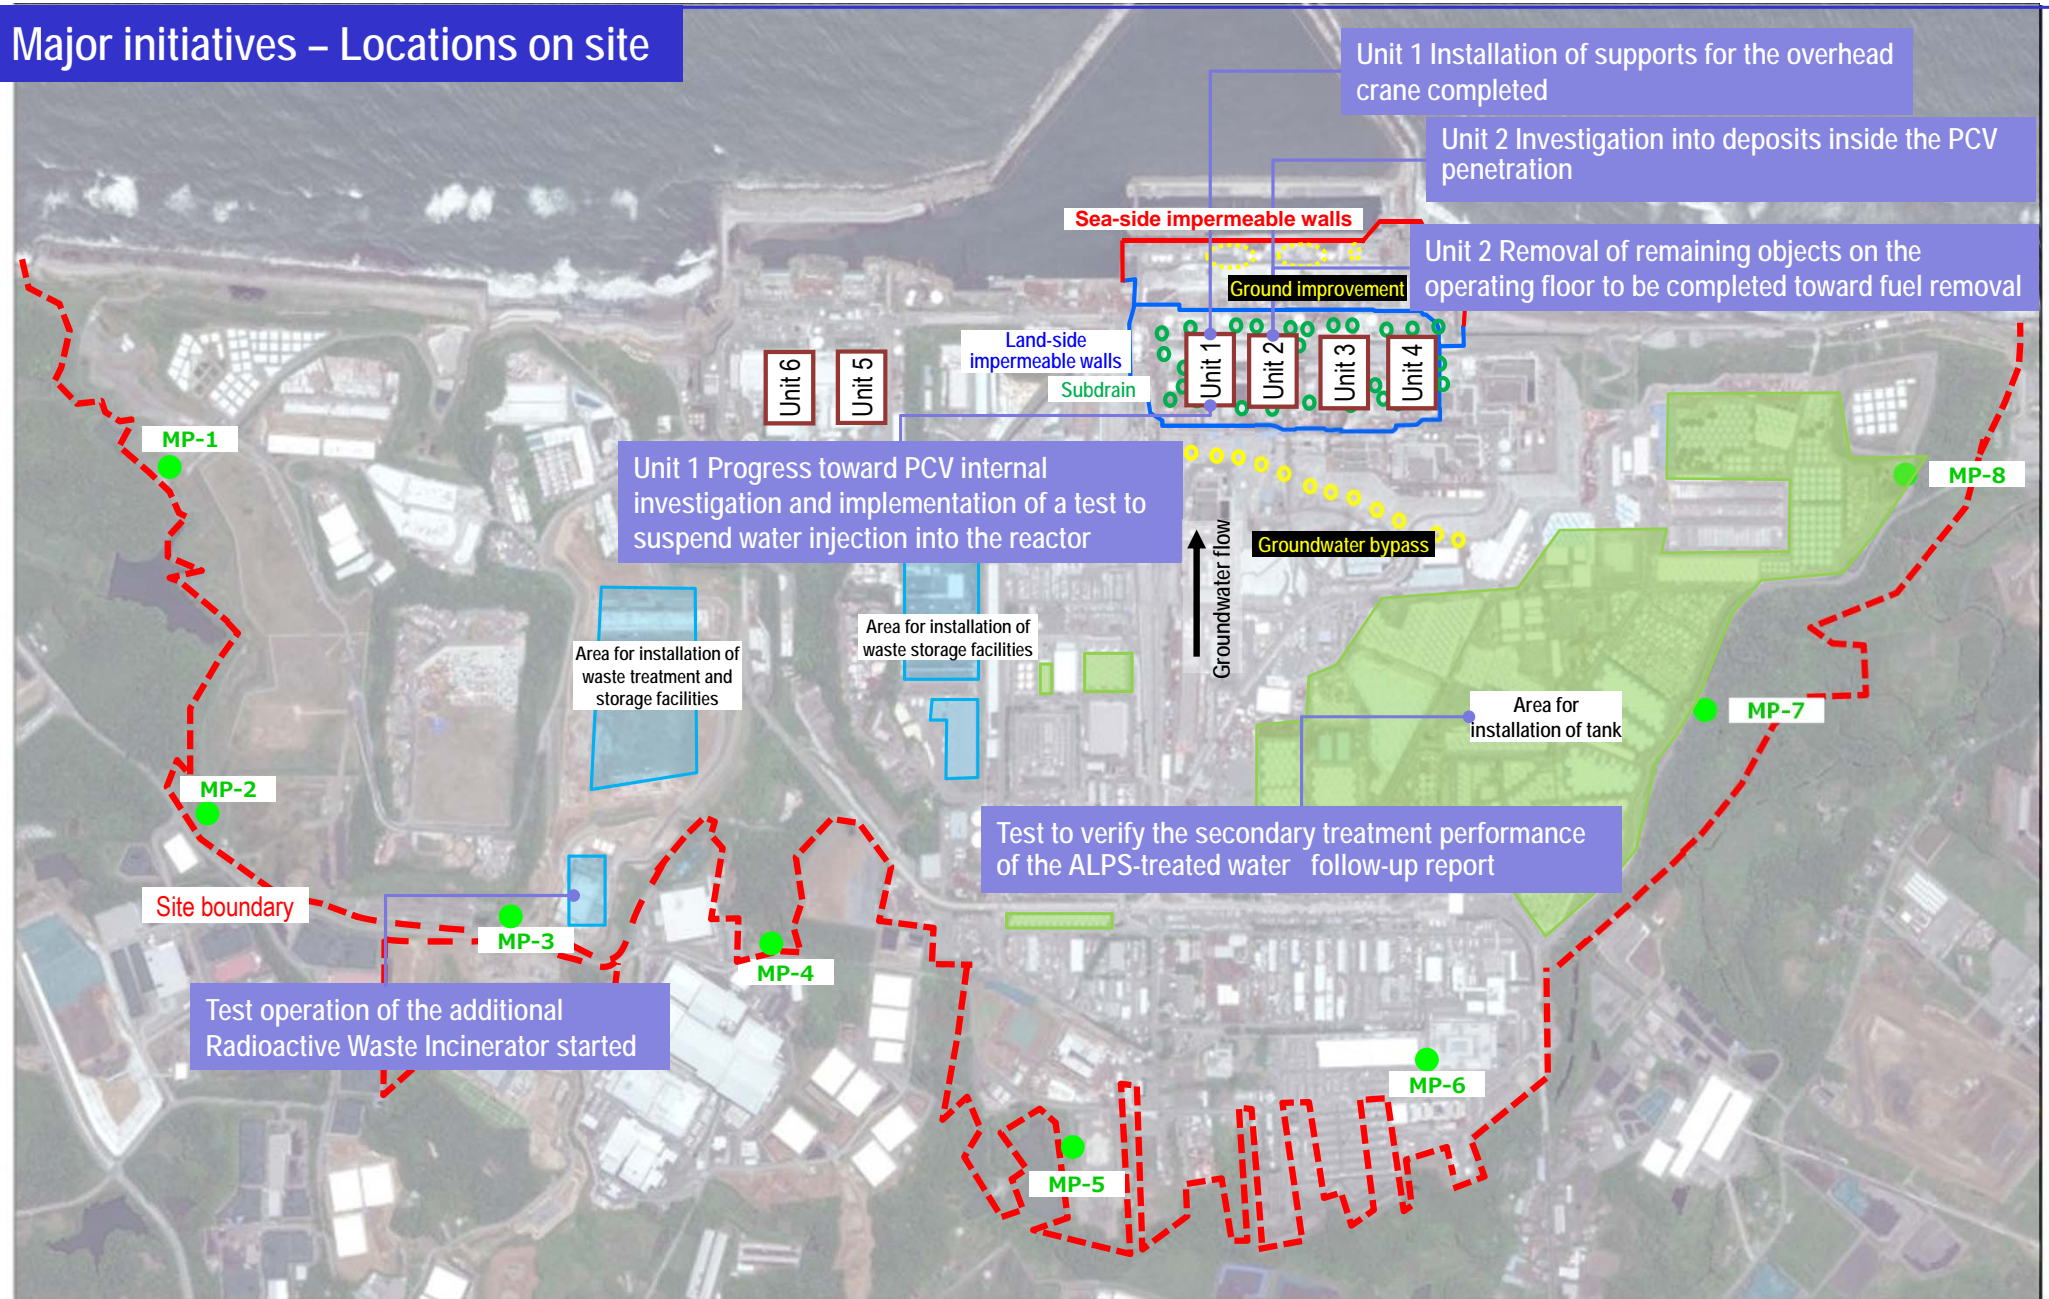 Major initiatives – Locations on site
Unit 1 Installation of supports for the overhead
crane completed
Unit 2 Investigation into deposits inside the PCV
penetration
Sea-side impermeable walls
Unit 2 Removal of remaining objects on the
operating floor to be completed toward fuel removal
Ground improvement
Land-side
impermeable walls
Subdrain
Unit 6
Unit 5
Unit 1
Unit 2
Unit 3
Unit 4
MP-1
Unit 1 Progress toward PCV internal
investigation and implementation of a test to
suspend water injection into the reactor
MP-8
Groundwater bypass
Groundwater flow
Area for installation of
waste treatment and
storage facilities
Area for installation of
waste storage facilities
Area for
installation of tank
MP-7
MP-2
Test to verify the secondary treatment performance
of the ALPS-treated water follow-up report
Site boundary
MP-3
MP-4
Test operation of the additional
Radioactive Waste Incinerator started
MP-6
MP-5